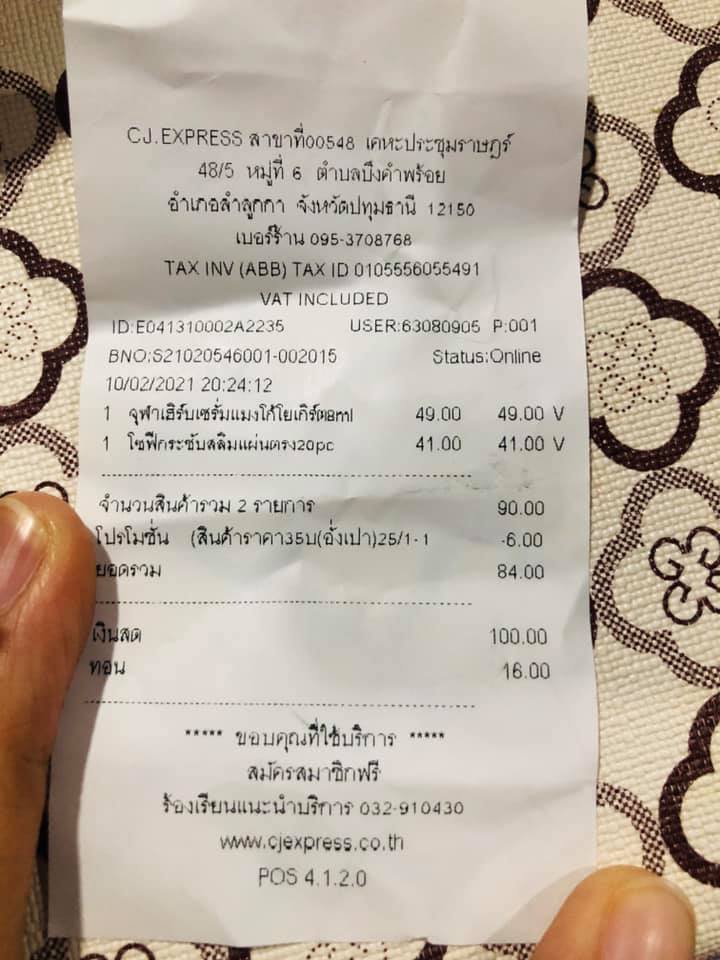 CJ.EXPRESS สาขาที่00548 เคหะประชุมราษฎร์
48/5 หมู่ที่ 6 ตำบลบึงคำพร้อย
อำเภอลำลูกกา จังหวัดปทุมธานี 12150
เบอร์ร้าน 095-3708768
TAX INV (ABB) TAX ID 0105556055491
VAT INCLUDED
ID:E041310002A2235 USER:63080905 P:001
BNO:S21020546001-002015 Status:Online
10/02/2021 20:24:12
1 จุฬาเฮิร์บเซรั่มแมงโก้โยเกิร์ต8ml 49.00 49.00 V
1 โซฟีกระชับสลิมแผ่นตรง20pc 41.00 41.00 V
จำนวนสินค้ารวม 2 รายการ 90.00
โปรโมชั่น (สินค้าราคา35บ(อั่งเปา)25/1-1 -6.00
ยอดรวม 84.00
เงินสด 100.00
ทอน 16.00
***** ขอบคุณที่ใช้บริการ *****
สมัครสมาชิกฟรี
ร้องเรียนแนะนำบริการ 032-910430
www.cjexpress.co.th
POS 4.1.2.0